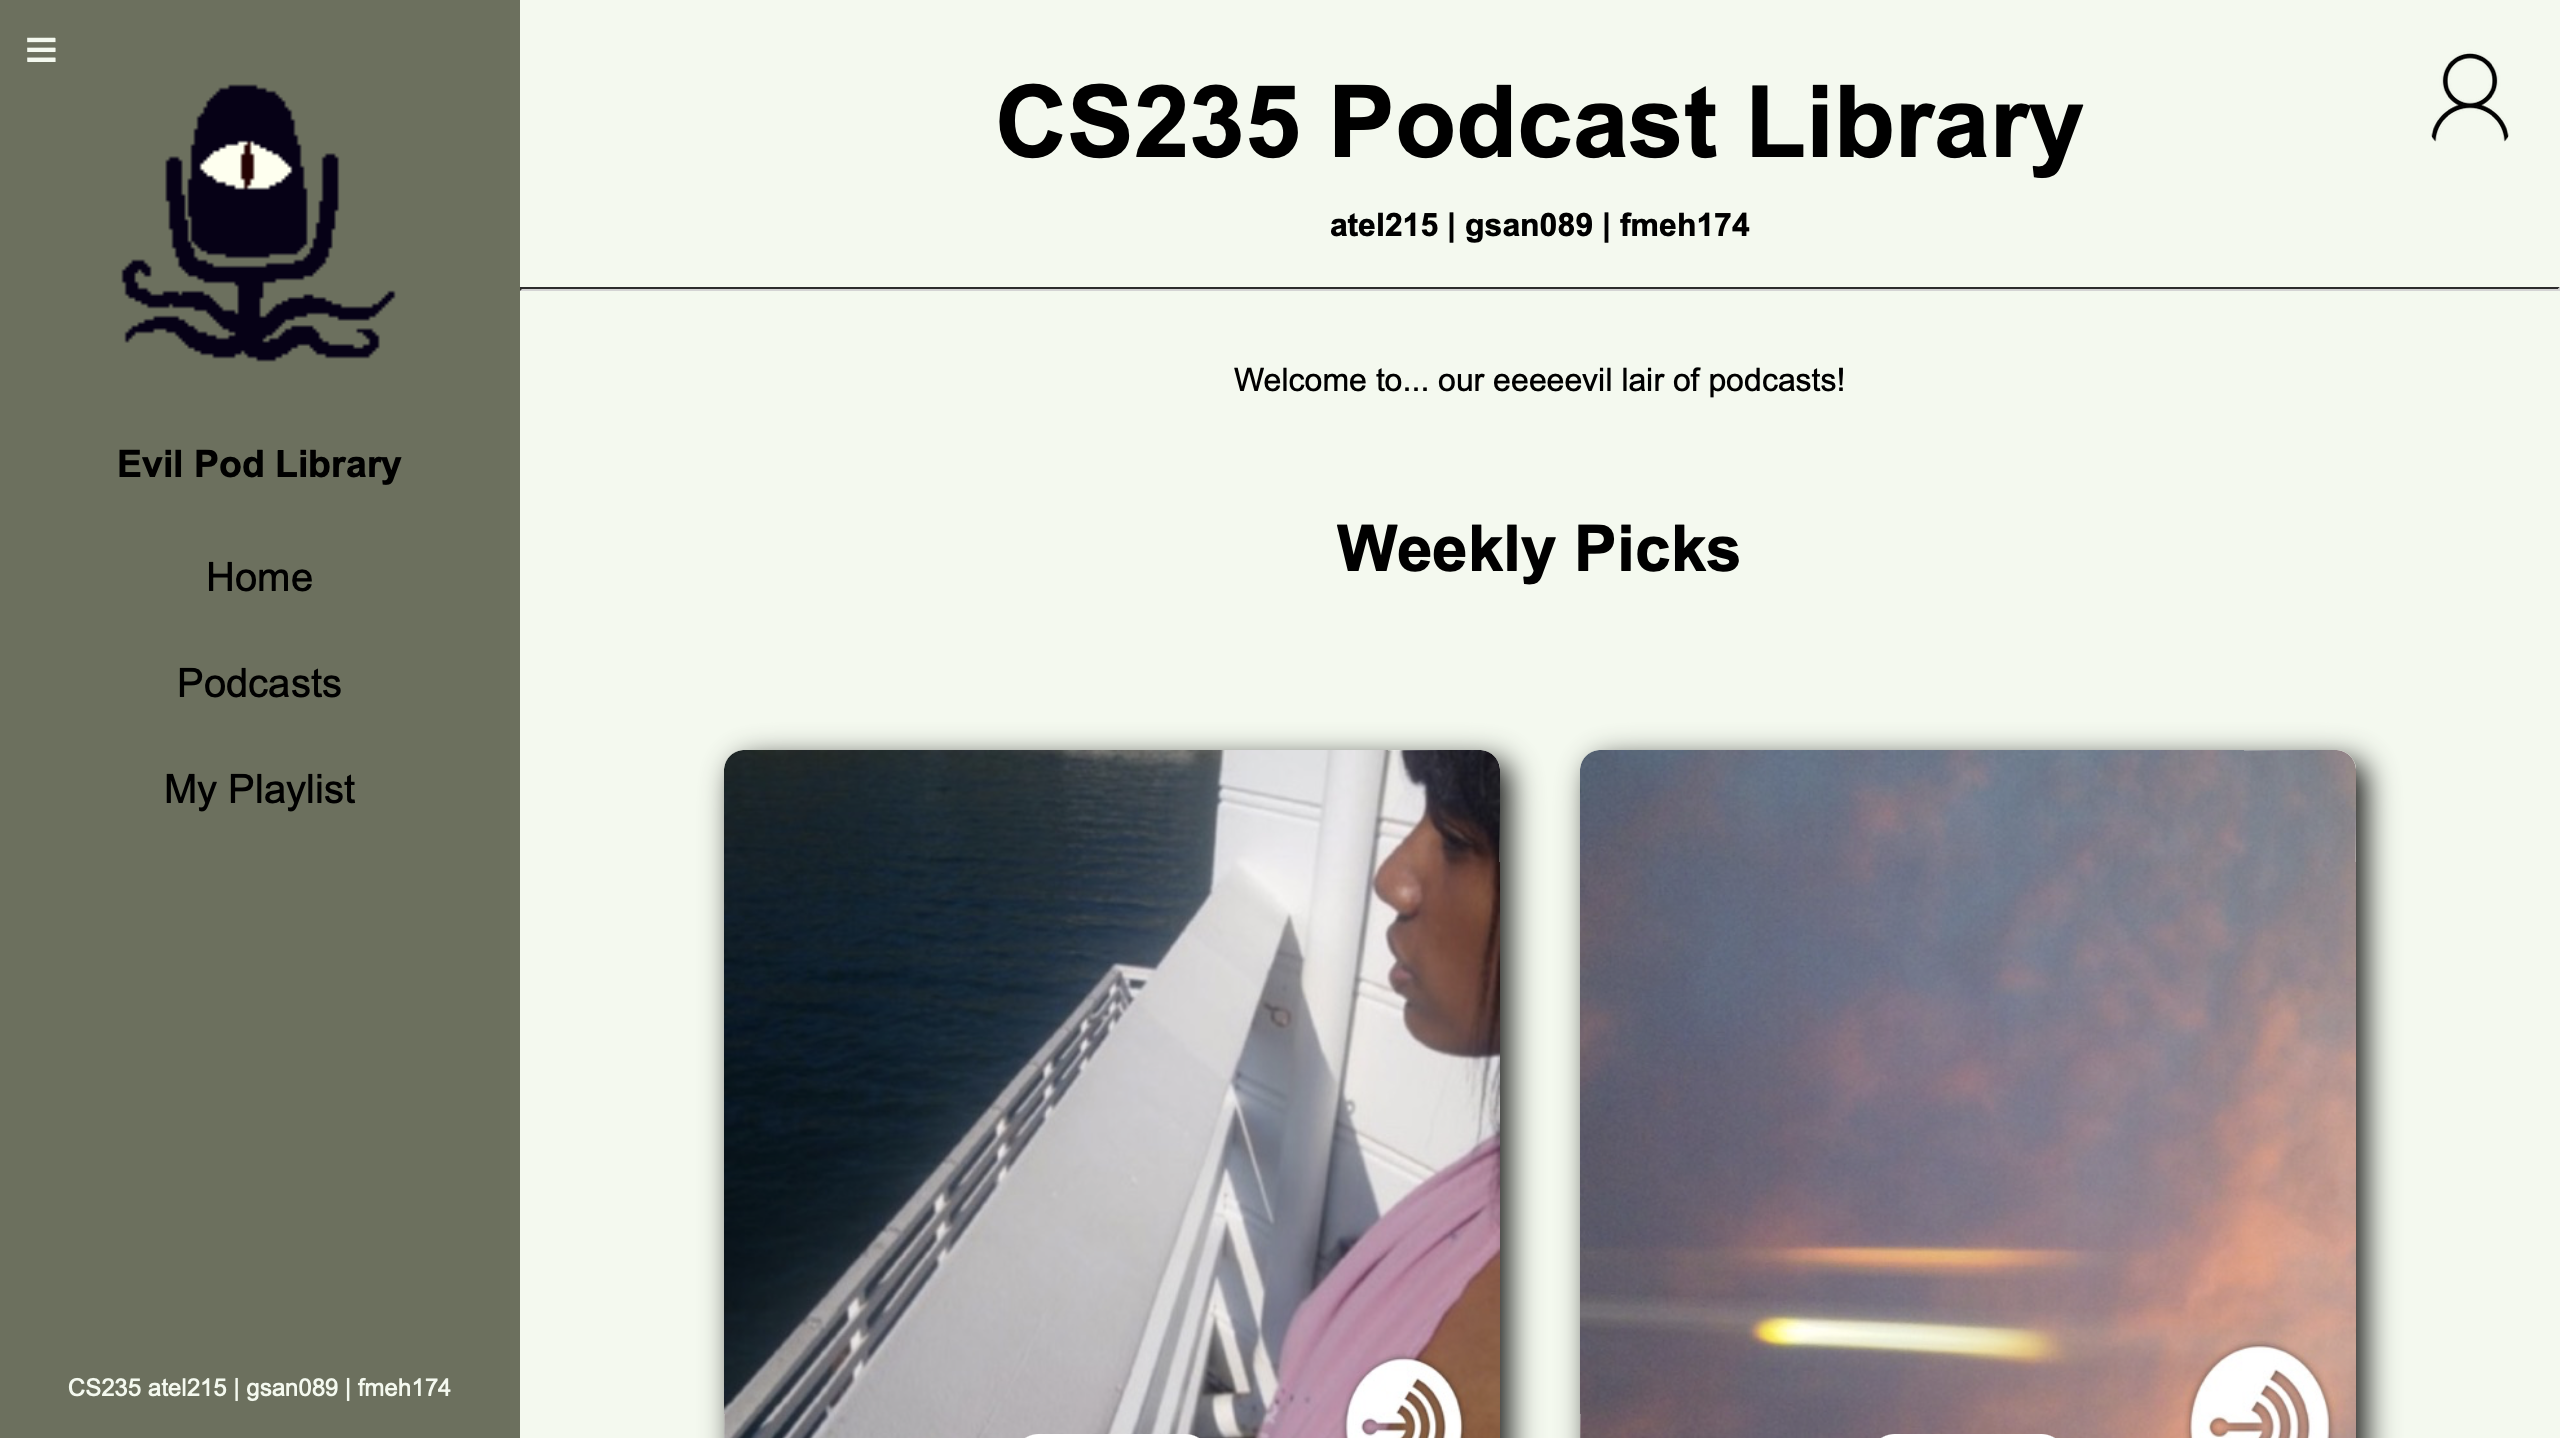 CS235 Podcast Library
atel215 | gsan089 | fmeh174
Evil Pod Library
Home
Podcasts
My Playlist
CS235 atel215 | gsan089 | fmeh174
Welcome to... our eeeeevil lair of podcasts!
Weekly Picks